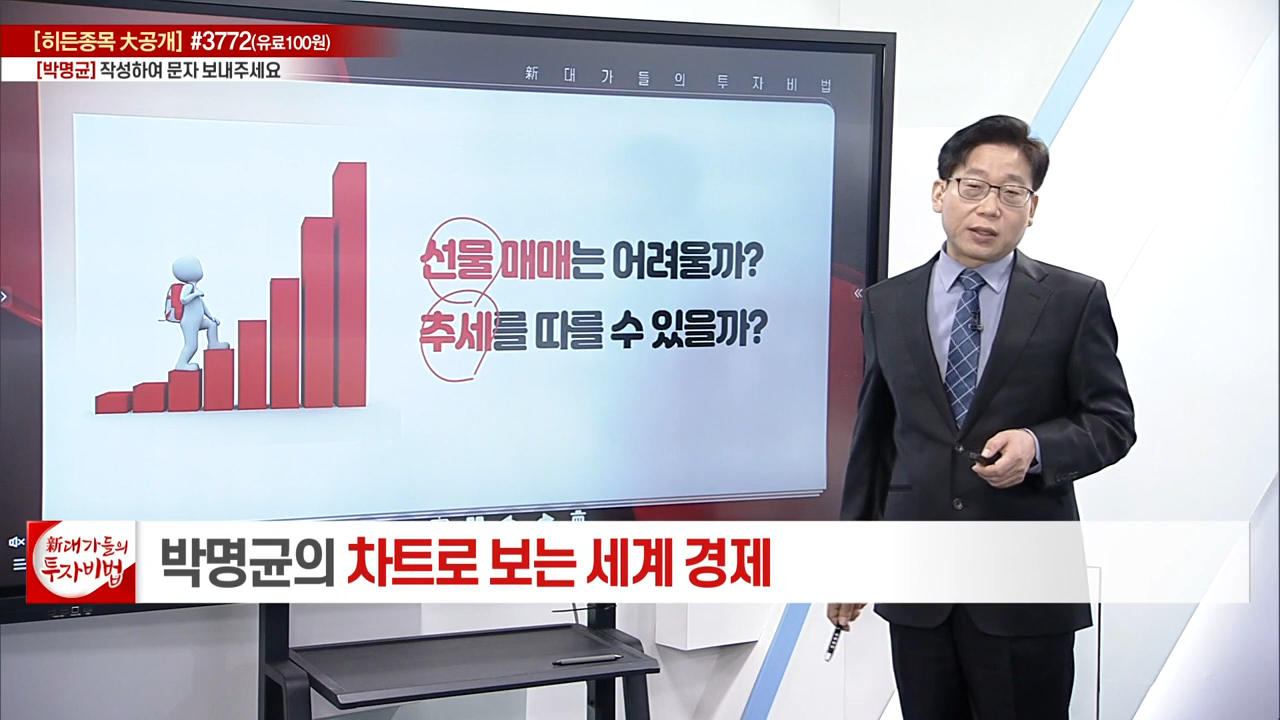 [히든종목 大공개] #3772(유료100원)
[박명균] 작성하여 문자 보내주세요
新 대 가 들 의 투 자 비 법
선물 매매는 어려울까?
추세를 따를 수 있을까?
新대가들의
투자비법
박명균의 차트로 보는 세계 경제